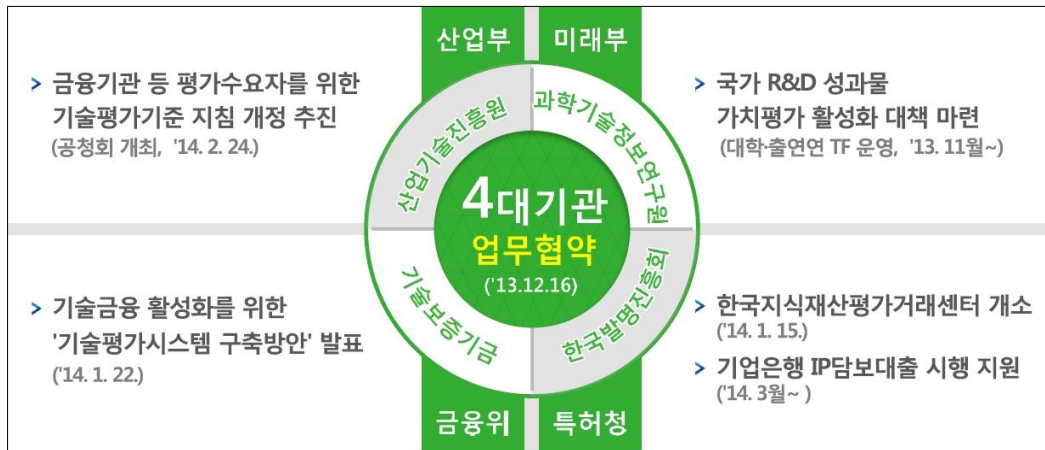 산업부
미래부
> 금융기관 등 평가수요자를 위한
기술평가기준 지침 개정 추진
(공청회 개최, '14. 2. 24.)
> 국가 R&D 성과물
가치평가 활성화 대책 마련
(대학·출연연 TF 운영, '13. 11월~)
산업기술진흥원
과학기술정보연구원
4대기관
업무협약
('13.12.16)
기술보증기금
한국발명진흥회
> 기술금융 활성화를 위한
'기술평가시스템 구축방안' 발표
('14. 1. 22.)
> 한국지식재산평가거래센터 개소
('14. 1. 15.)
> 기업은행 IP담보대출 시행 지원
('14. 3월~ )
금융위
특허청